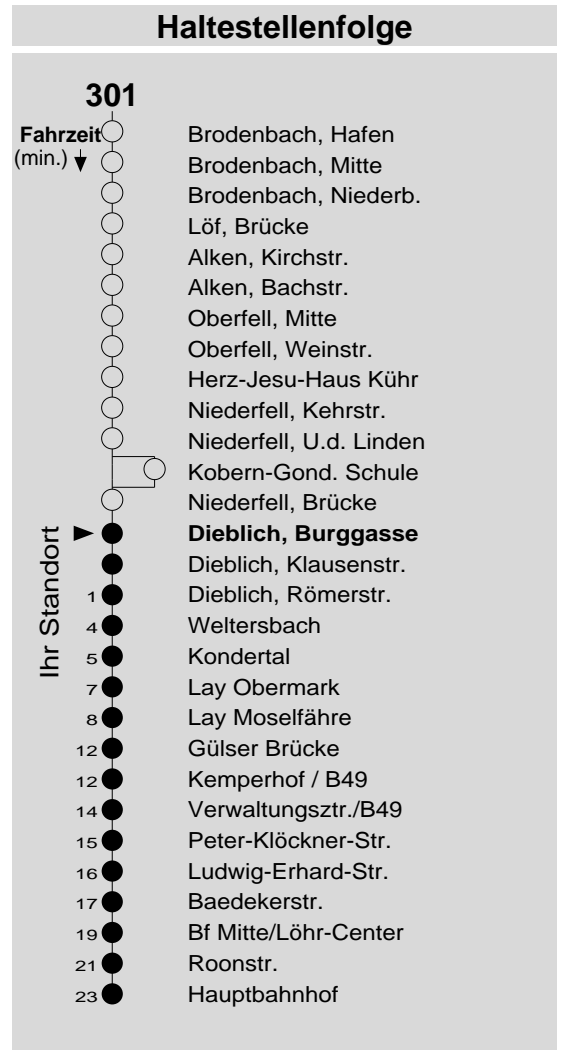 Haltestellenfolge
301
Fahrzeit
(min.)
Brodenbach, Hafen
Brodenbach, Mitte
Brodenbach, Niederb.
Löf, Brücke
Alken, Kirchstr.
Alken, Bachstr.
Oberfell, Mitte
Oberfell, Weinstr.
Herz-Jesu-Haus Kühr
Niederfell, Kehrstr.
Niederfell, U.d. Linden
Kobern-Gond. Schule
Niederfell, Brücke
Ihr Standort
Dieblich, Burggasse
Dieblich, Klausenstr.
1 Dieblich, Römerstr.
4 Weltersbach
5 Kondertal
7 Lay Obermark
8 Lay Moselfähre
12 Gülser Brücke
12 Kemperhof / B49
14 Verwaltungsztr./B49
15 Peter-Klöckner-Str.
16 Ludwig-Erhard-Str.
17 Baedekerstr.
19 Bf Mitte/Löhr-Center
21 Roonstr.
23 Hauptbahnhof